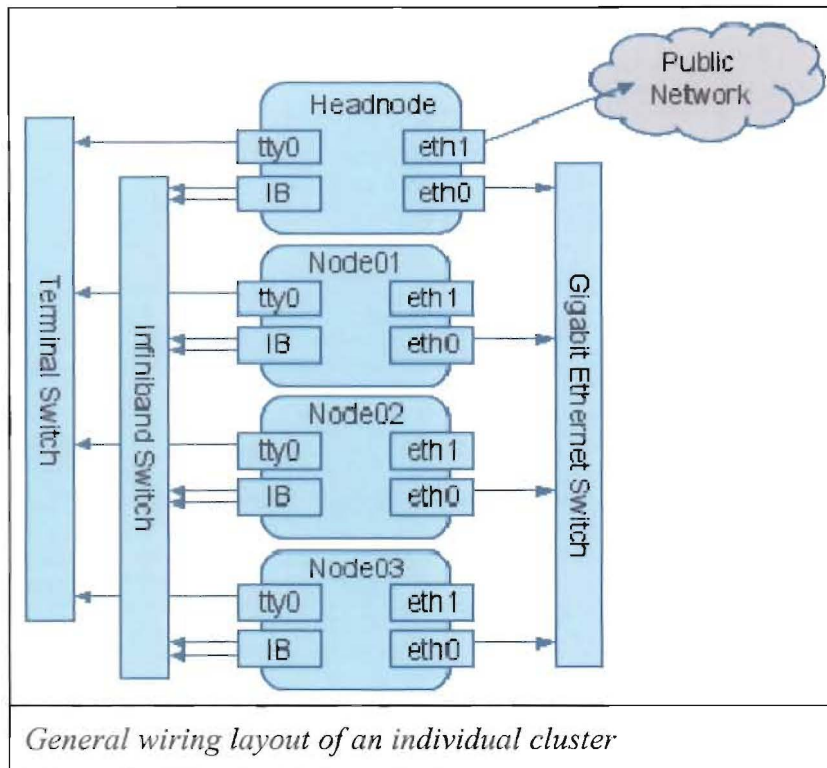 Public
Network
Headnode
tty0
eth1
IB
eth0
Node01
tty0
eth1
IB
eth0
Node02
tty0
eth1
IB
eth0
Node03
tty0
eth1
IB
eth0
Terminal Switch
Infiniband Switch
Gigabit Ethernet Switch
General wiring layout of an individual cluster